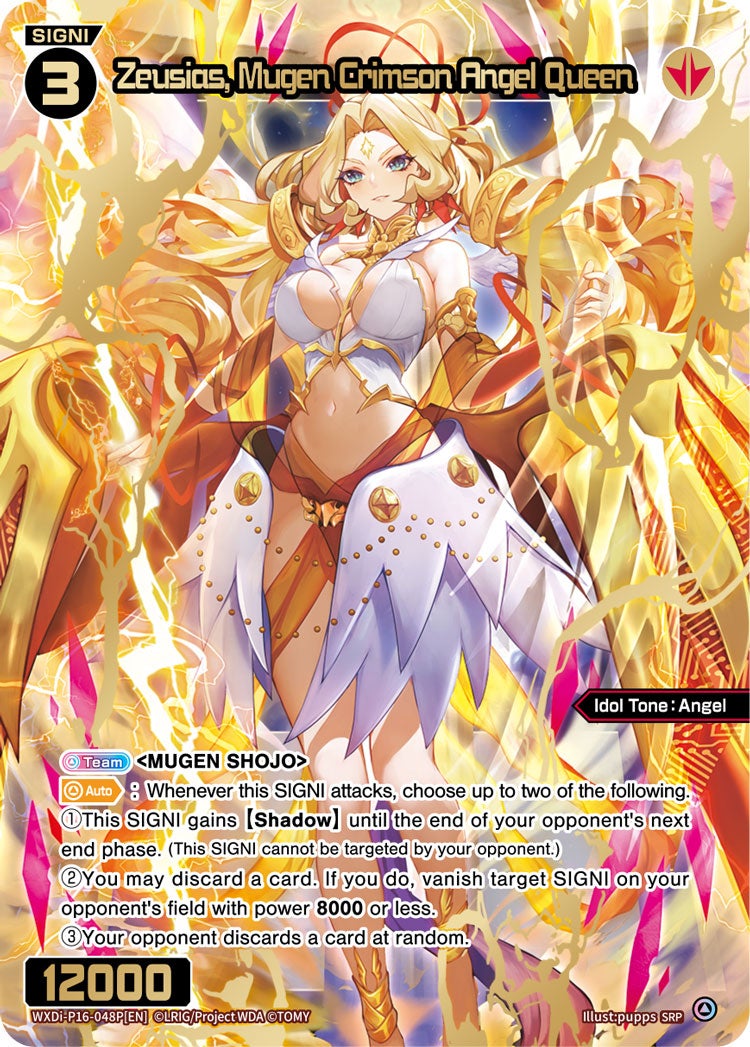 SIGNI
3
Zeusias, Mugen Crimson Angel Queen
Idol Tone:Angel
Team <MUGEN SHOJO>
Auto : Whenever this SIGNI attacks, choose up to two of the following.
①This SIGNI gains 【Shadow】 until the end of your opponent's next
end phase. (This SIGNI cannot be targeted by your opponent.)
②You may discard a card. If you do, vanish target SIGNI on your
opponent's field with power 8000 or less.
③Your opponent discards a card at random.
12000
WXDi-P16-048P[EN] ©LRIG/Project WDA ©TOMY
Illust:pupps SRP